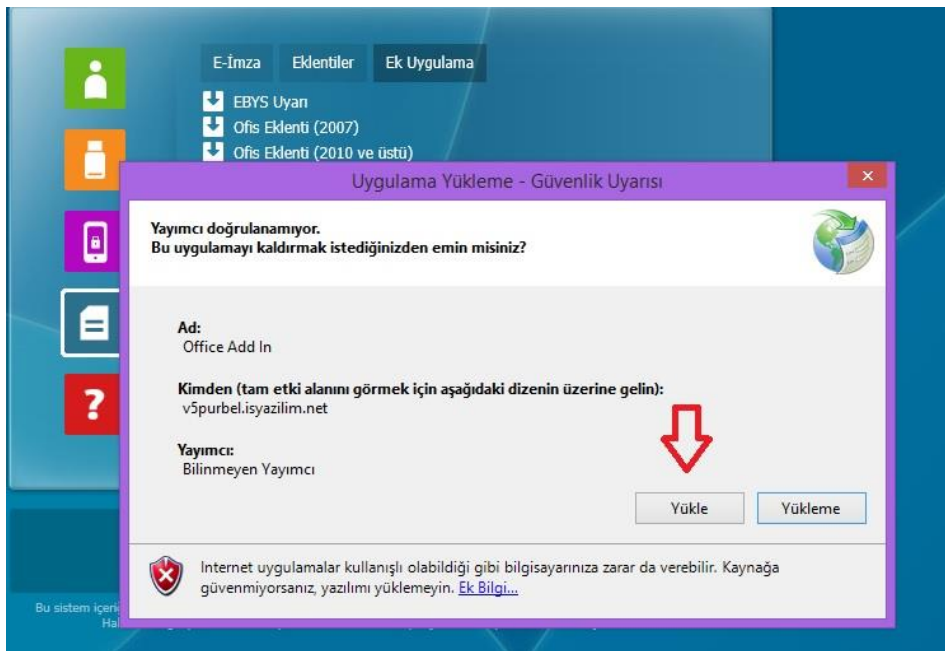 E-İmza Eklentiler Ek Uygulama
EBYS Uyarı
Ofis Eklenti (2007)
Ofis Eklenti (2010 ve üstü)
Uygulama Yükleme - Güvenlik Uyarısı
Yayımcı doğrulanamıyor.
Bu uygulamayı kaldırmak istediğinizden emin misiniz?
Ad:
Office Add In
Kimden (tam etki alanını görmek için aşağıdaki dizenin üzerine gelin):
v5purbel.isyazilim.net
Yayımcı:
Bilinmeyen Yayımcı
Yükle Yükleme
Internet uygulamalar kullanışlı olabildiği gibi bilgisayarınıza zarar da verebilir. Kaynağa
güvenmiyorsanız, yazılımı yüklemeyin. Ek Bilgi...
Bu sistem